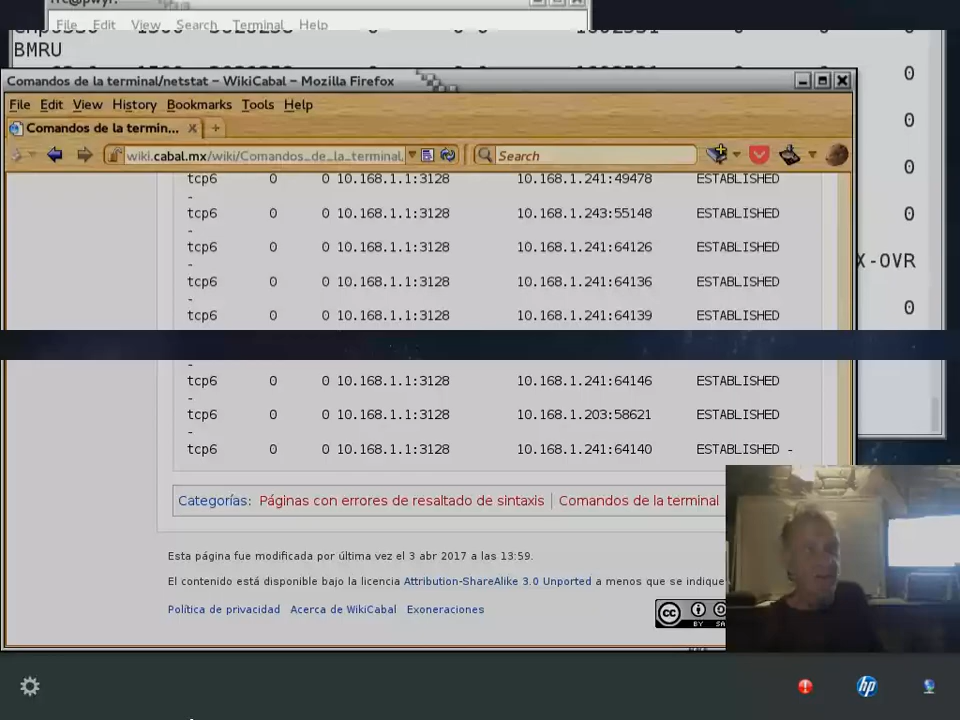 File Edit View Search Terminal Help
0
BMRU
0
Comandos de la terminal/netstat – WikiCabal – Mozilla Firefox
File Edit View History Bookmarks Tools Help
0
Comandos de la termin...
wiki.cabal.mx/wiki/Comandos_de_la_terminal, Search
0
tcp6 0 0 10.168.1.1:3128 10.168.1.241:49478 ESTABLISHED
-
tcp6 0 0 10.168.1.1:3128 10.168.1.243:55148 ESTABLISHED
0
-
tcp6 0 0 10.168.1.1:3128 10.168.1.241:64126 ESTABLISHED
X-OVR
-
tcp6 0 0 10.168.1.1:3128 10.168.1.241:64136 ESTABLISHED
-
0
tcp6 0 0 10.168.1.1:3128 10.168.1.241:64139 ESTABLISHED
-
tcp6 0 0 10.168.1.1:3128 10.168.1.241:64146 ESTABLISHED
-
tcp6 0 0 10.168.1.1:3128 10.168.1.203:58621 ESTABLISHED
-
tcp6 0 0 10.168.1.1:3128 10.168.1.241:64140 ESTABLISHED -
Categorías: Páginas con errores de resaltado de sintaxis | Comandos de la terminal
Esta página fue modificada por última vez el 3 abr 2017 a las 13:59.
El contenido está disponible bajo la licencia Attribution-ShareAlike 3.0 Unported a menos que se indique
Política de privacidad Acerca de WikiCabal Exoneraciones
cc BY SA
hp